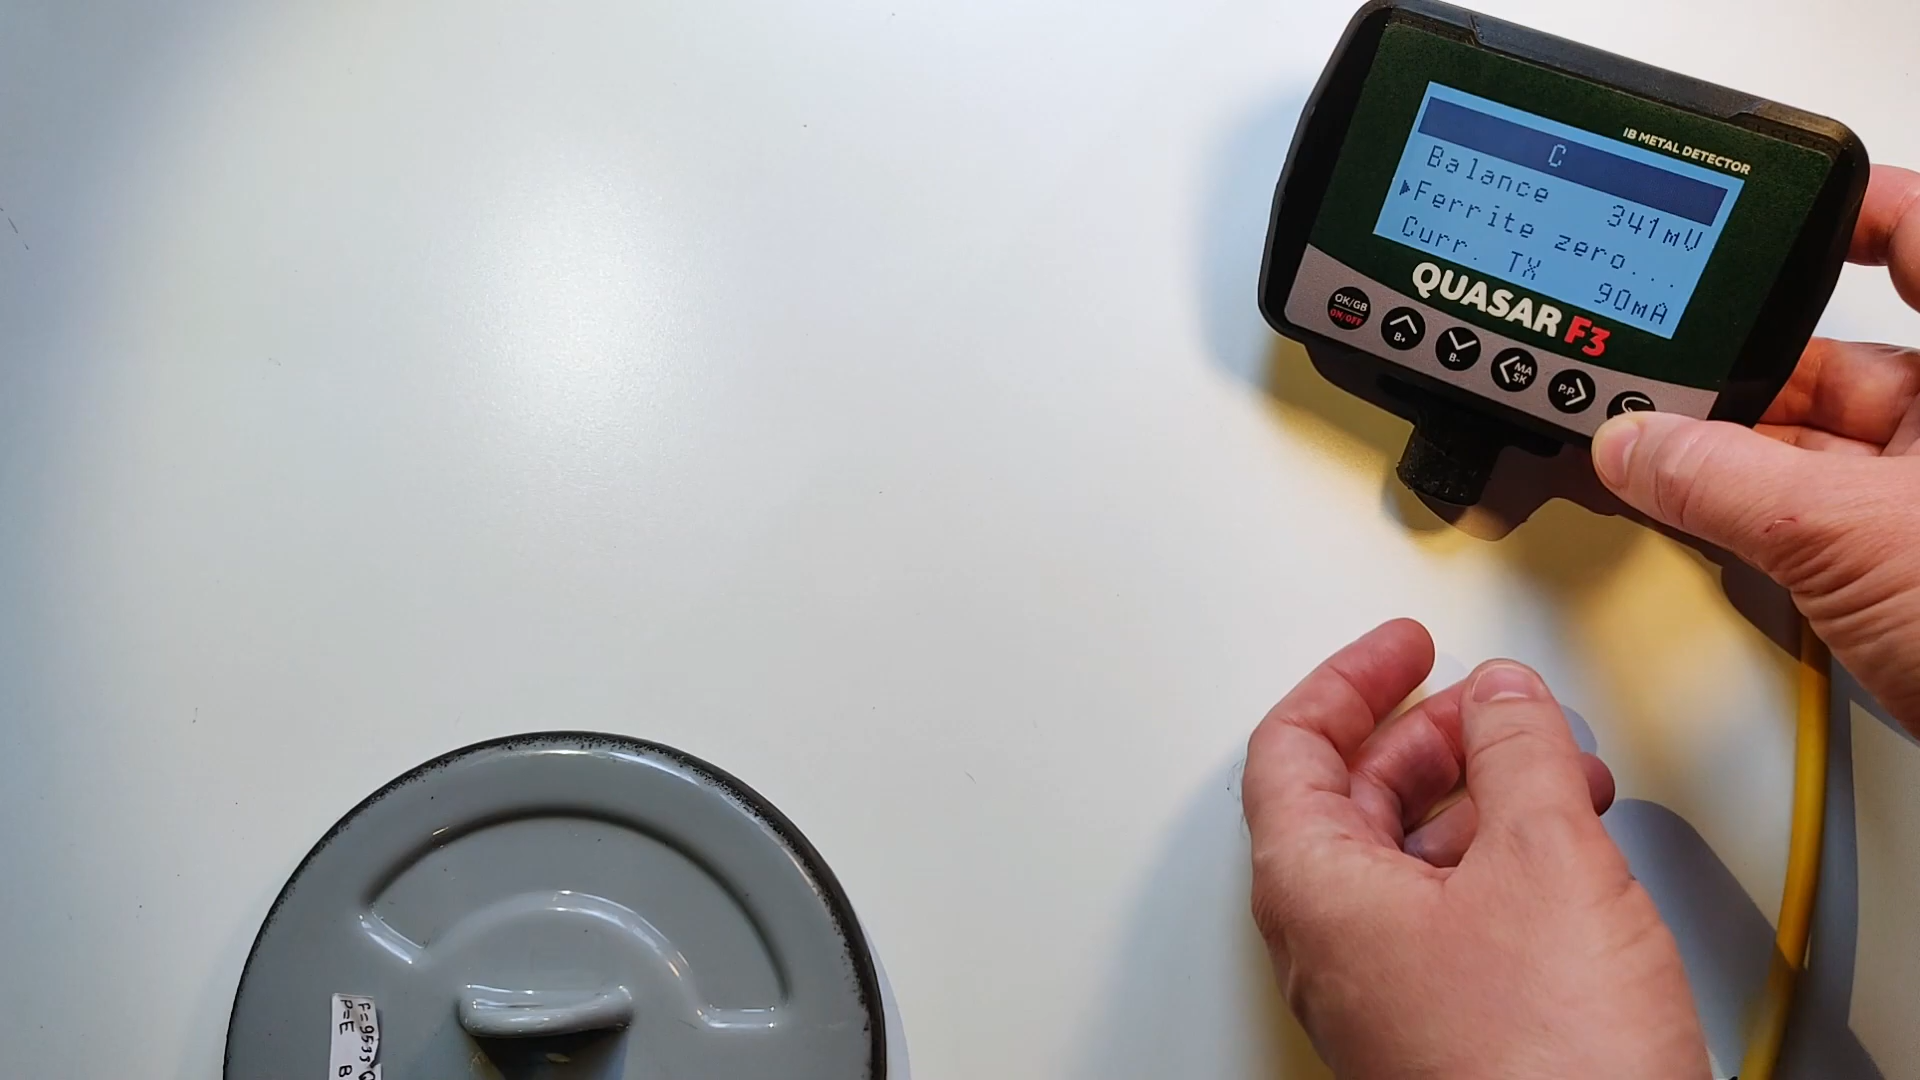 IB METAL DETECTOR
C
Balance 341mV
Ferrite zero...
Curr. TX 90mA
QUASAR F3
OK/GB
ON/OFF
B+
B-
MA
SK
P.P.
F=9535
P=E B